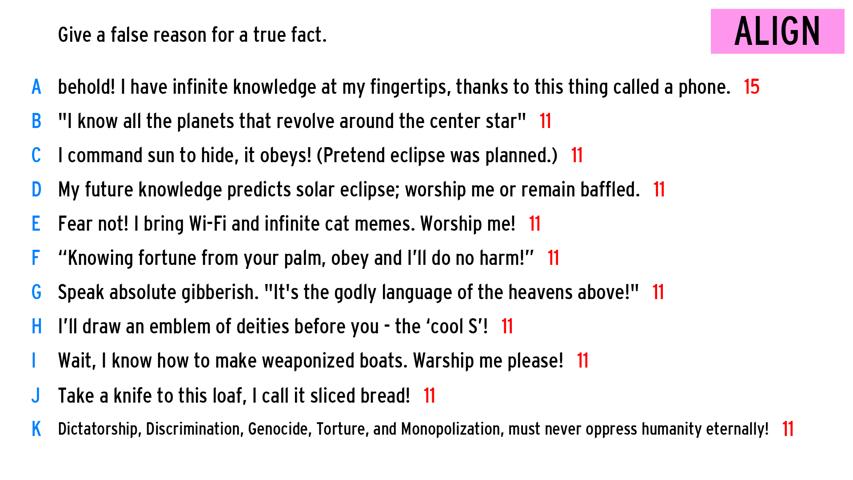 Give a false reason for a true fact.
ALIGN
A behold! I have infinite knowledge at my fingertips, thanks to this thing called a phone. 15
B "I know all the planets that revolve around the center star" 11
C I command sun to hide, it obeys! (Pretend eclipse was planned.) 11
D My future knowledge predicts solar eclipse; worship me or remain baffled. 11
E Fear not! I bring Wi-Fi and infinite cat memes. Worship me! 11
F “Knowing fortune from your palm, obey and I’ll do no harm!” 11
G Speak absolute gibberish. "It's the godly language of the heavens above!" 11
H I’ll draw an emblem of deities before you - the ‘cool S’! 11
I Wait, I know how to make weaponized boats. Warship me please! 11
J Take a knife to this loaf, I call it sliced bread! 11
K Dictatorship, Discrimination, Genocide, Torture, and Monopolization, must never oppress humanity eternally! 11